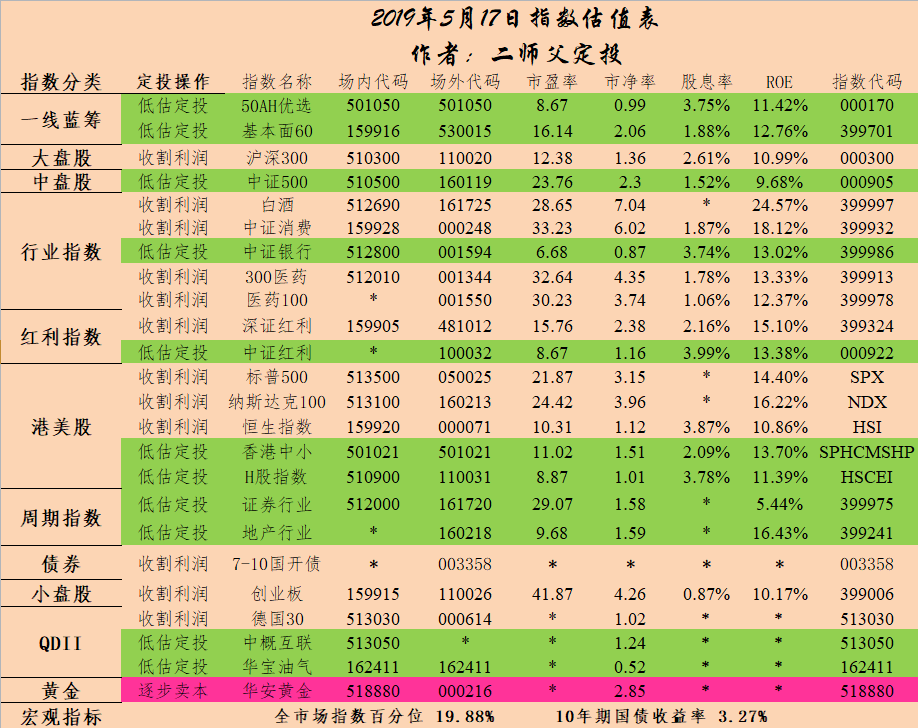 2019年5月17日指数估值表
作者：二师父定投
指数分类 定投操作 指数名称 场内代码 场外代码 市盈率 市净率 股息率 ROE 指数代码
一线蓝筹 低估定投 50AH优选 501050 501050 8.67 0.99 3.75% 11.42% 000170
低估定投 基本面60 159916 530015 16.14 2.06 1.88% 12.76% 399701
大盘股 收割利润 沪深300 510300 110020 12.38 1.36 2.61% 10.99% 000300
中盘股 低估定投 中证500 510500 160119 23.76 2.3 1.52% 9.68% 000905
行业指数 收割利润 白酒 512690 161725 28.65 7.04 * 24.57% 399997
收割利润 中证消费 159928 000248 33.23 6.02 1.87% 18.12% 399932
低估定投 中证银行 512800 001594 6.68 0.87 3.74% 13.02% 399986
收割利润 300医药 512010 001344 32.64 4.35 1.78% 13.33% 399913
收割利润 医药100 * 001550 30.23 3.74 1.06% 12.37% 399978
红利指数 收割利润 深证红利 159905 481012 15.76 2.38 2.16% 15.10% 399324
低估定投 中证红利 * 100032 8.67 1.16 3.99% 13.38% 000922
港美股 收割利润 标普500 513500 050025 21.87 3.15 * 14.40% SPX
收割利润 纳斯达克100 513100 160213 24.42 3.96 * 16.22% NDX
收割利润 恒生指数 159920 000071 10.31 1.12 3.87% 10.86% HSI
低估定投 香港中小 501021 501021 11.02 1.51 2.09% 13.70% SPHCMSHP
低估定投 H股指数 510900 110031 8.87 1.01 3.78% 11.39% HSCEI
周期指数 低估定投 证券行业 512000 161720 29.07 1.58 * 5.44% 399975
低估定投 地产行业 * 160218 9.68 1.59 * 16.43% 399241
债券 收割利润 7-10国开债 * 003358 * * * * 003358
小盘股 收割利润 创业板 159915 110026 41.87 4.26 0.87% 10.17% 399006
QDII 收割利润 德国30 513030 000614 * 1.02 * * 513030
低估定投 中概互联 513050 * * 1.24 * * 513050
低估定投 华宝油气 162411 162411 * 0.52 * * 162411
黄金 逐步卖本 华安黄金 518880 000216 * 2.85 * * 518880
宏观指标 全市场指数百分位 19.88% 10年期国债收益率 3.27%